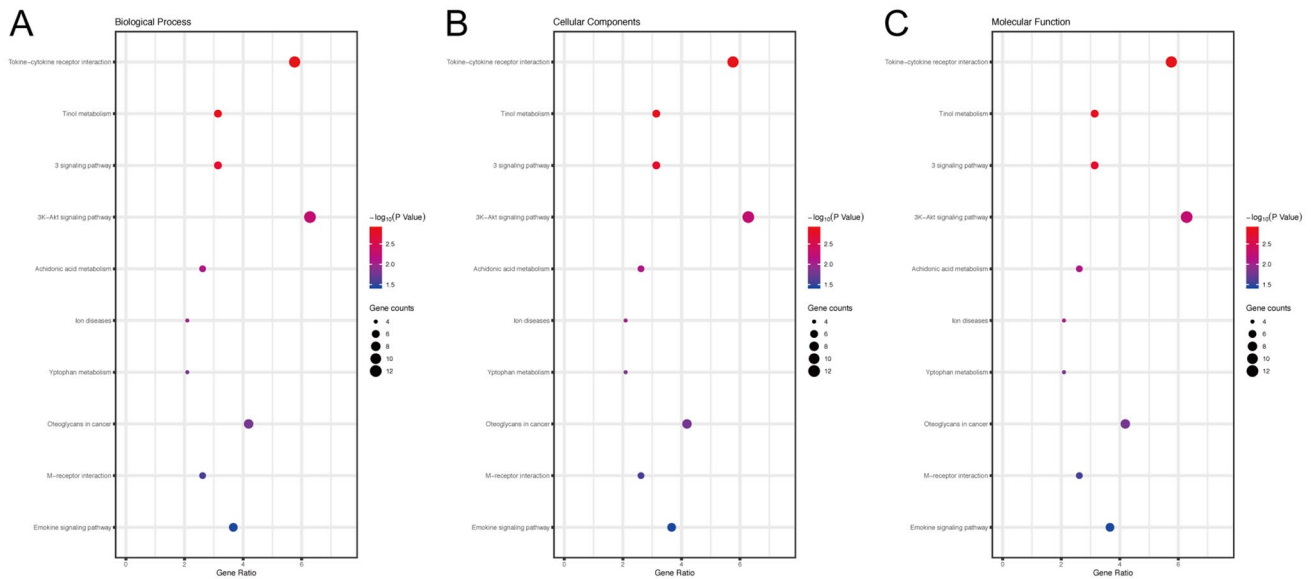 A
Biological Process
Tokine-cytokine receptor interaction
Tinol metabolism
3 signaling pathway
3K-Akt signaling pathway
Achidonic acid metabolism
Ion diseases
Yptophan metabolism
Oteoglycans in cancer
M-receptor interaction
Emokine signaling pathway
0 2 4 6
Gene Ratio
-log10(P Value)
2.5
2.0
1.5
Gene counts
4
6
8
10
12
B
Cellular Components
Tokine-cytokine receptor interaction
Tinol metabolism
3 signaling pathway
3K-Akt signaling pathway
Achidonic acid metabolism
Ion diseases
Yptophan metabolism
Oteoglycans in cancer
M-receptor interaction
Emokine signaling pathway
0 2 4 6
Gene Ratio
-log10(P Value)
2.5
2.0
1.5
Gene counts
4
6
8
10
12
C
Molecular Function
Tokine-cytokine receptor interaction
Tinol metabolism
3 signaling pathway
3K-Akt signaling pathway
Achidonic acid metabolism
Ion diseases
Yptophan metabolism
Oteoglycans in cancer
M-receptor interaction
Emokine signaling pathway
0 2 4 6
Gene Ratio
-log10(P Value)
2.5
2.0
1.5
Gene counts
4
6
8
10
12